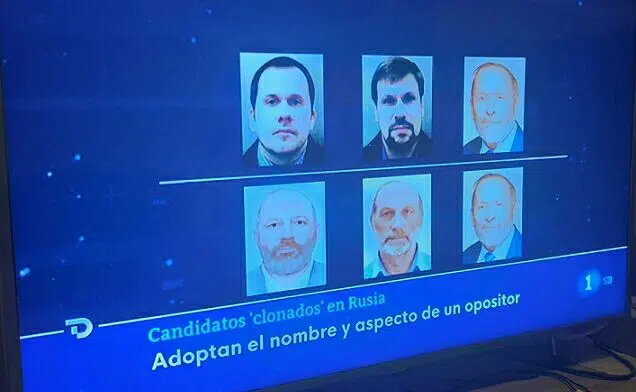 Candidatos 'clonados' en Rusia
1
Adoptan el nombre y aspecto de un opositor